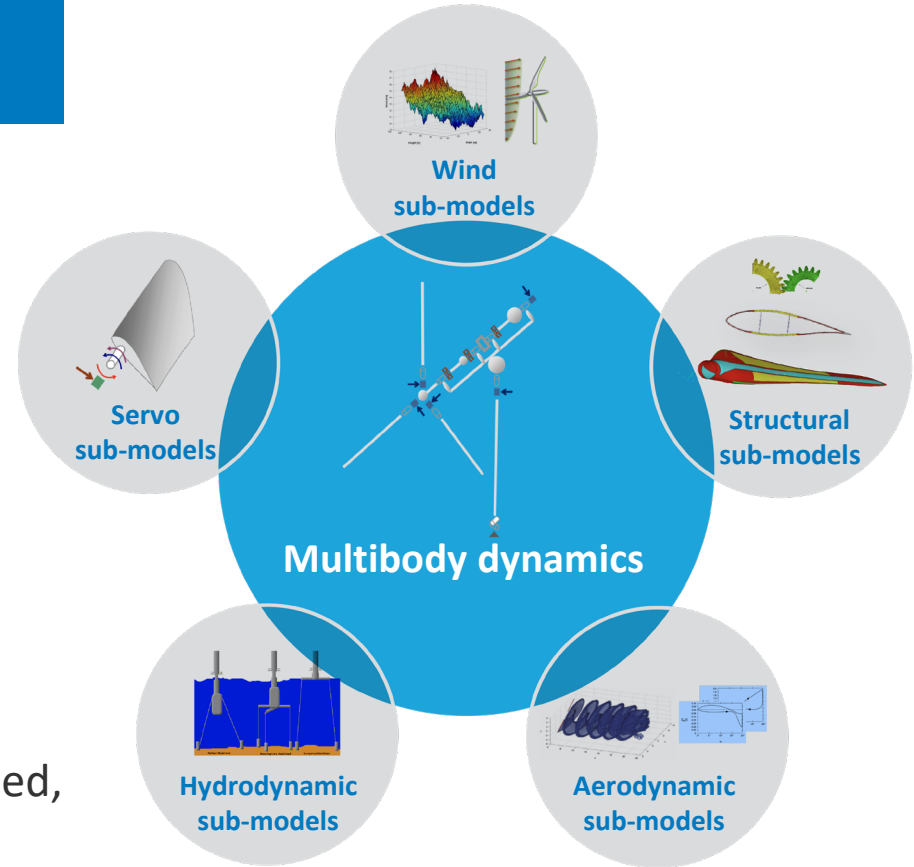 Wind
sub-models
Servo
sub-models
Structural
sub-models
Multibody dynamics
Hydrodynamic
sub-models
Aerodynamic
sub-models
ed,